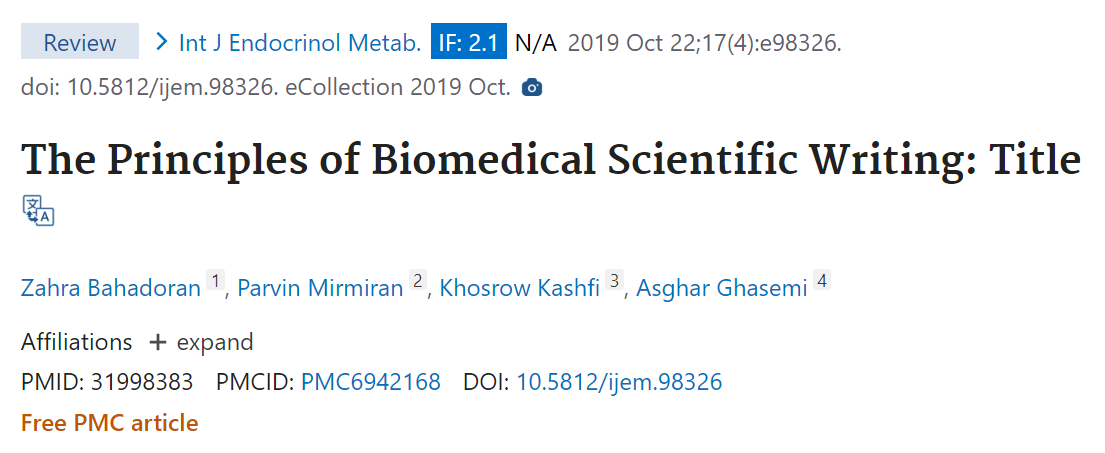 Review Int J Endocrinol Metab. IF: 2.1 N/A 2019 Oct 22;17(4):e98326.
doi: 10.5812/ijem.98326. eCollection 2019 Oct.
The Principles of Biomedical Scientific Writing: Title
文A
Zahra Bahadoran 1, Parvin Mirmiran 2, Khosrow Kashfi 3, Asghar Ghasemi 4
Affiliations + expand
PMID: 31998383 PMCID: PMC6942168 DOI: 10.5812/ijem.98326
Free PMC article